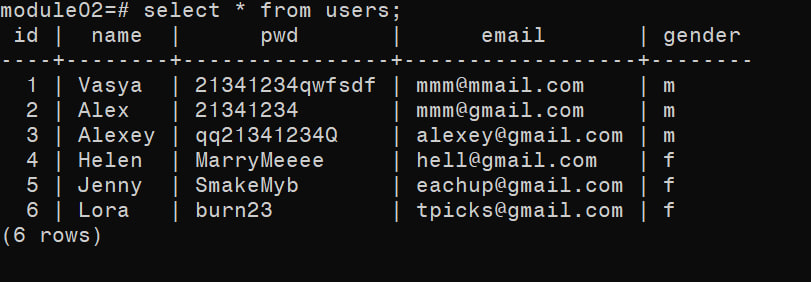 module02=# select * from users;
 id |  name  |      pwd       |      email       | gender
----+--------+----------------+------------------+--------
  1 | Vasya  | 21341234qwfsdf | mmm@mmail.com    | m
  2 | Alex   | 21341234       | mmm@gmail.com    | m
  3 | Alexey | qq21341234Q    | alexey@gmail.com | m
  4 | Helen  | MarryMeeee     | hell@gmail.com   | f
  5 | Jenny  | SmakeMyb       | eachup@gmail.com | f
  6 | Lora   | burn23         | tpicks@gmail.com | f
(6 rows)